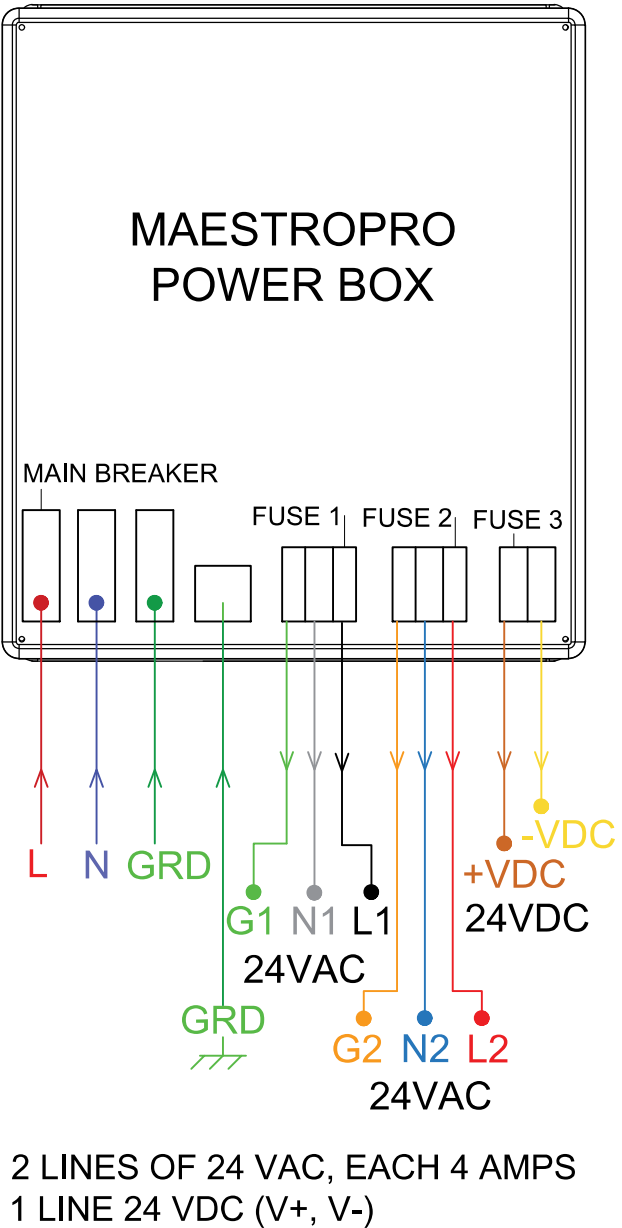 MAESTROPRO
POWER BOX
MAIN BREAKER
FUSE 1
FUSE 2
FUSE 3
L
N
GRD
-VDC
+VDC
24VDC
G1
N1
L1
24VAC
GRD
G2
N2
L2
24VAC
2 LINES OF 24 VAC, EACH 4 AMPS
1 LINE 24 VDC (V+, V-)